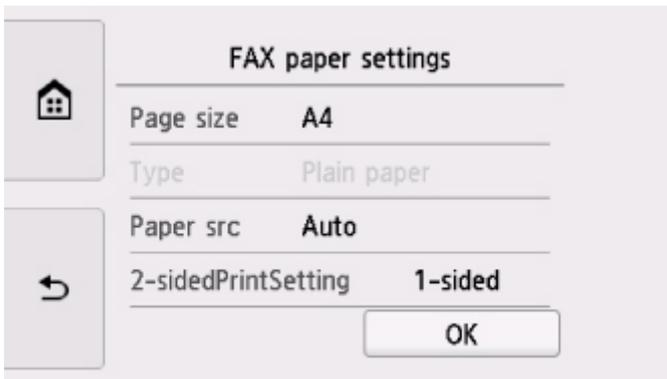 FAX paper settings
Page size A4
Type Plain paper
Paper src Auto
2-sidedPrintSetting 1-sided
OK